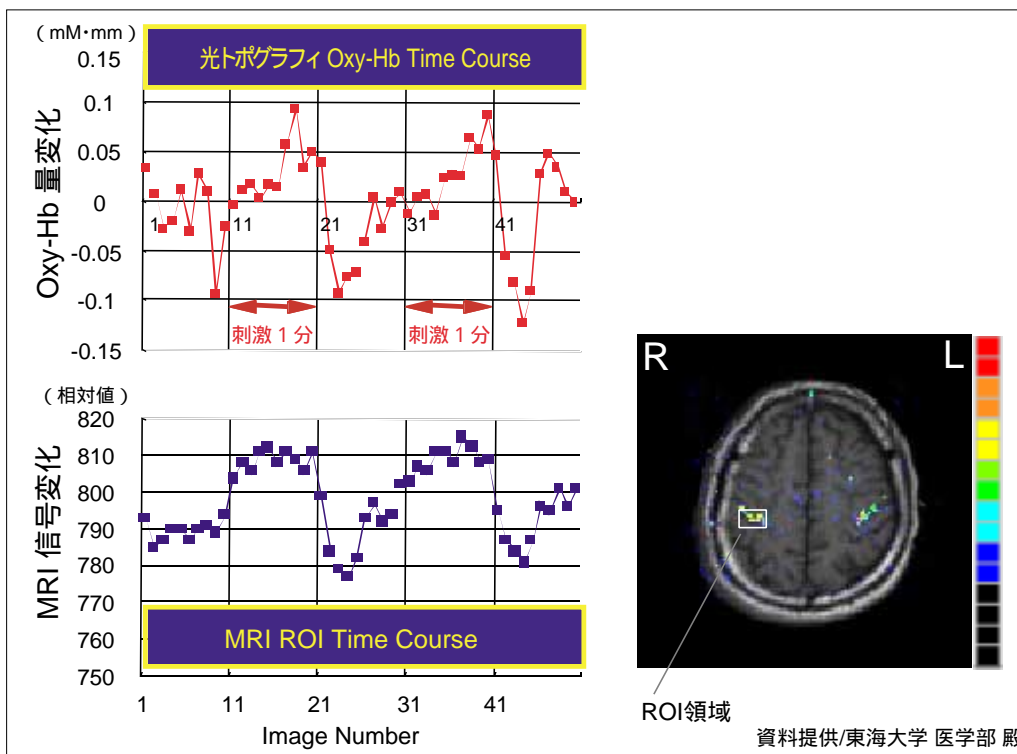 （mM・mm）
光トポグラフィ Oxy-Hb Time Course
Oxy-Hb 量変化
0.15
0.1
0.05
0
-0.05
-0.1
-0.15
1
11
21
31
41
刺激 1 分
刺激 1 分
（相対値）
MRI 信号変化
820
810
800
790
780
770
760
750
MRI ROI Time Course
1
11
21
31
41
Image Number
R
L
ROI領域
資料提供/東海大学 医学部 殿